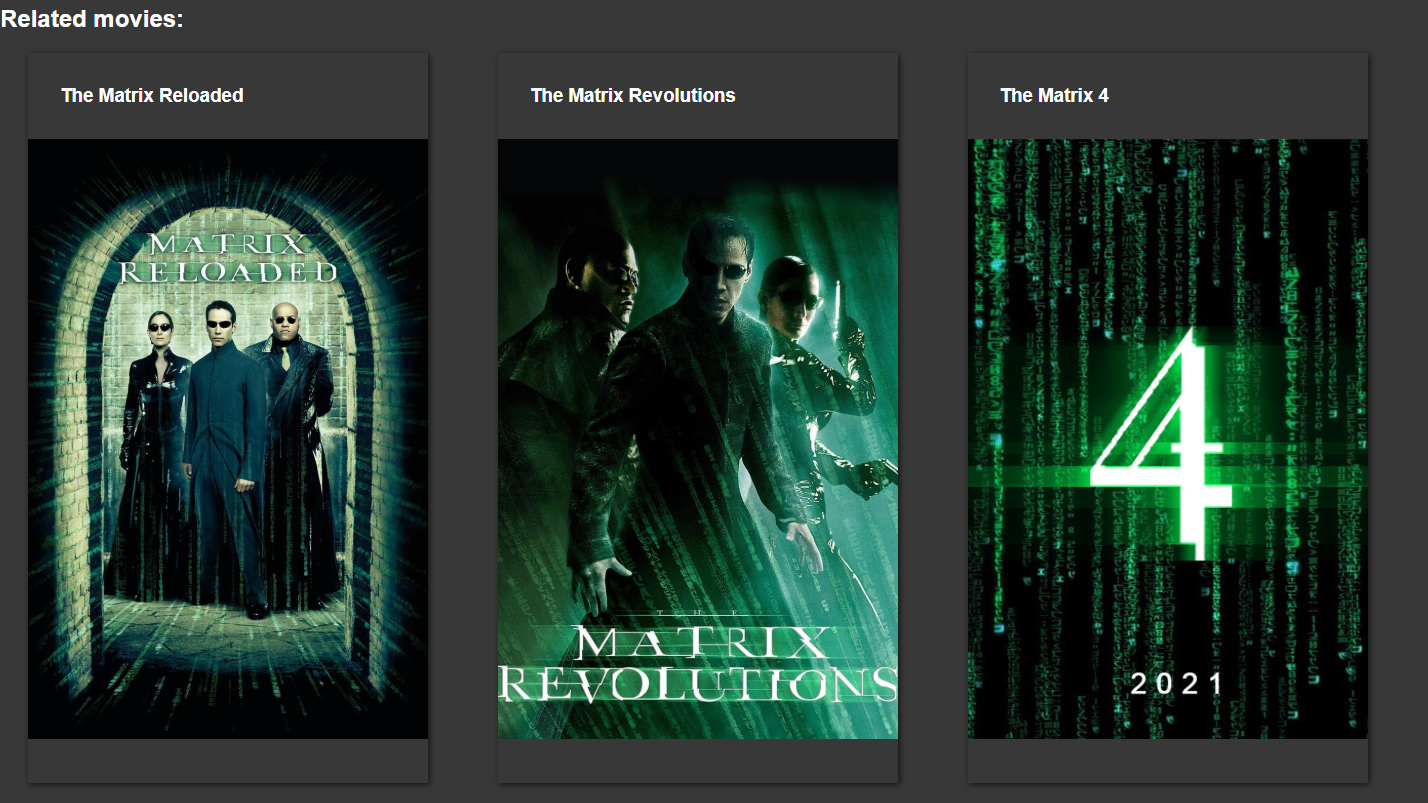 Related movies:
The Matrix Reloaded
The Matrix Revolutions
The Matrix 4
MATRIX
RELOADED
THE
MATRIX
REVOLUTIONS
4
2021